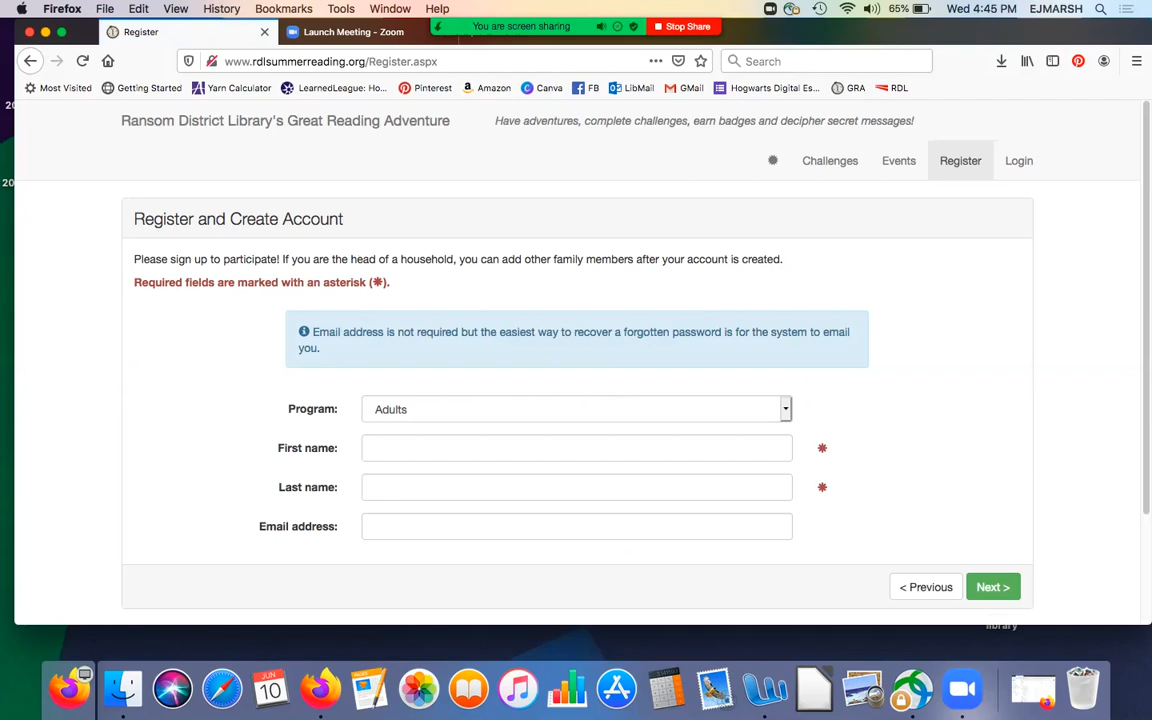 Firefox File Edit View History Bookmarks Tools Window Help 65% Wed 4:45 PM EJMARSH
You are screen sharing Stop Share
Register Launch Meeting - Zoom
www.rdlsummerreading.org/Register.aspx Search
Most Visited Getting Started Yarn Calculator LearnedLeague: Ho... Pinterest Amazon Canva FB LibMail GMail Hogwarts Digital Es... GRA RDL
Ransom District Library's Great Reading Adventure Have adventures, complete challenges, earn badges and decipher secret messages!
Challenges Events Register Login
Register and Create Account
Please sign up to participate! If you are the head of a household, you can add other family members after your account is created.
Required fields are marked with an asterisk (✱).
Email address is not required but the easiest way to recover a forgotten password is for the system to email
you.
Program: Adults
First name: ✱
Last name: ✱
Email address:
< Previous Next >
library
JUN
10